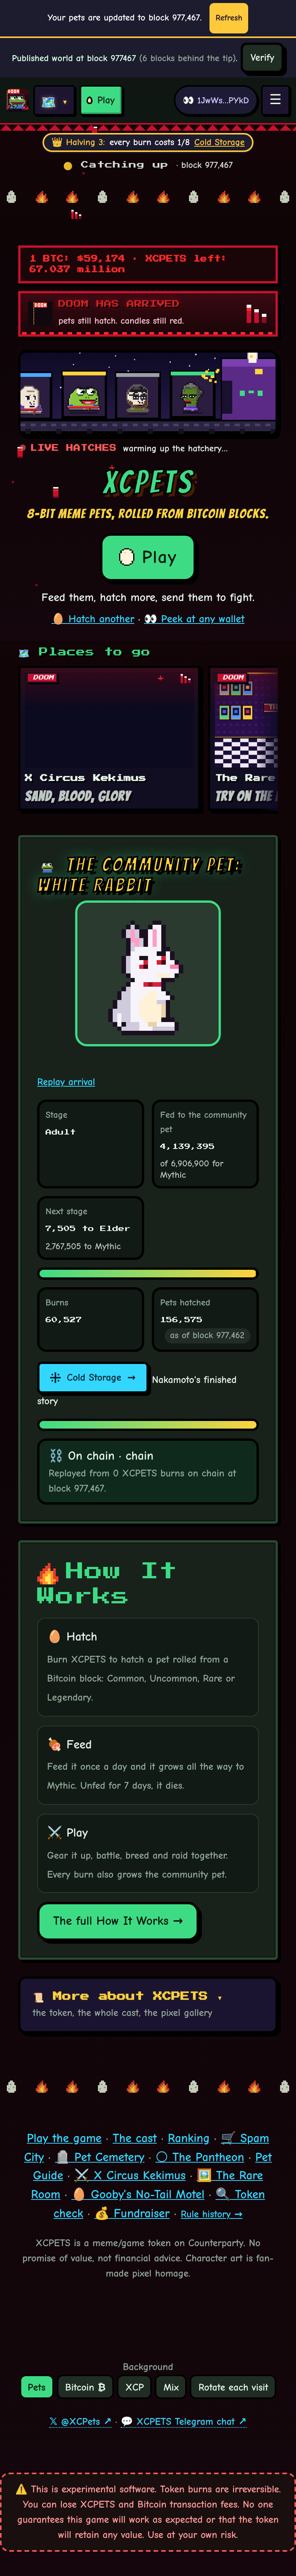 Your pets are updated to block 977,467. Refresh
Published world at block 977467 (6 blocks behind the tip). Verify
DOOM
▾ Play 1JwWs...PYkD ☰
Halving 3: every burn costs 1/8 Cold Storage
Catching up · block 977,467
1 BTC: $59,174 · XCPETS left:
67.037 million
DOOM
DOOM HAS ARRIVED
pets still hatch. candles still red.
LIVE HATCHES warming up the hatchery...
XCPETS
8-BIT MEME PETS, ROLLED FROM BITCOIN BLOCKS.
Play
Feed them, hatch more, send them to fight.
Hatch another · Peek at any wallet
Places to go
DOOM
X Circus Kekimus
SAND, BLOOD, GLORY
DOOM
The Rare
TRY ON THE
THE COMMUNITY PET:
WHITE RABBIT
Replay arrival
Stage
Adult
Fed to the community
pet
4,139,395
of 6,906,900 for
Mythic
Next stage
7,505 to Elder
2,767,505 to Mythic
Burns
60,527
Pets hatched
156,575
as of block 977,462
Cold Storage →
Nakamoto's finished
story
On chain · chain
Replayed from 0 XCPETS burns on chain at
block 977,467.
How It
Works
Hatch
Burn XCPETS to hatch a pet rolled from a
Bitcoin block: Common, Uncommon, Rare or
Legendary.
Feed
Feed it once a day and it grows all the way to
Mythic. Unfed for 7 days, it dies.
Play
Gear it up, battle, breed and raid together.
Every burn also grows the community pet.
The full How It Works →
More about XCPETS ▾
the token, the whole cast, the pixel gallery
Play the game · The cast · Ranking · Spam
City · Pet Cemetery · The Pantheon · Pet
Guide · X Circus Kekimus · The Rare
Room · Gooby's No-Tail Motel · Token
check · Fundraiser · Rule history →
XCPETS is a meme/game token on Counterparty. No
promise of value, not financial advice. Character art is fan-
made pixel homage.
Background
Pets Bitcoin ₿ XCP Mix Rotate each visit
𝕏 @XCPets ↗ · XCPETS Telegram chat ↗
⚠️ This is experimental software. Token burns are irreversible.
You can lose XCPETS and Bitcoin transaction fees. No one
guarantees this game will work as expected or that the token
will retain any value. Use at your own risk.